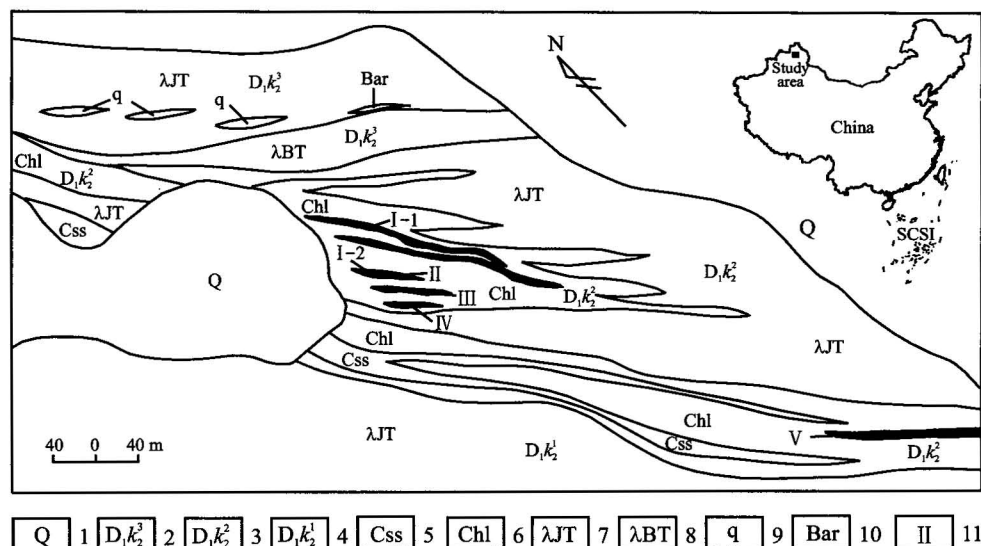 N
Study
area
China
SCSI
λJT
D₁k₂³
Bar
q
q
D₁k₂³
λBT
Chl
D₁k₂²
λJT
Css
λJT
Q
Chl
I-1
I-2
II
Chl
D₁k₂²
D₁k₂²
III
IV
Q
Chl
Css
λJT
Chl
V
Css
D₁k₂²
λJT
D₁k₂¹
40 0 40 m
Q 1 D₁k₂³ 2 D₁k₂² 3 D₁k₂¹ 4 Css 5 Chl 6 λJT 7 λBT 8 q 9 Bar 10 II 11